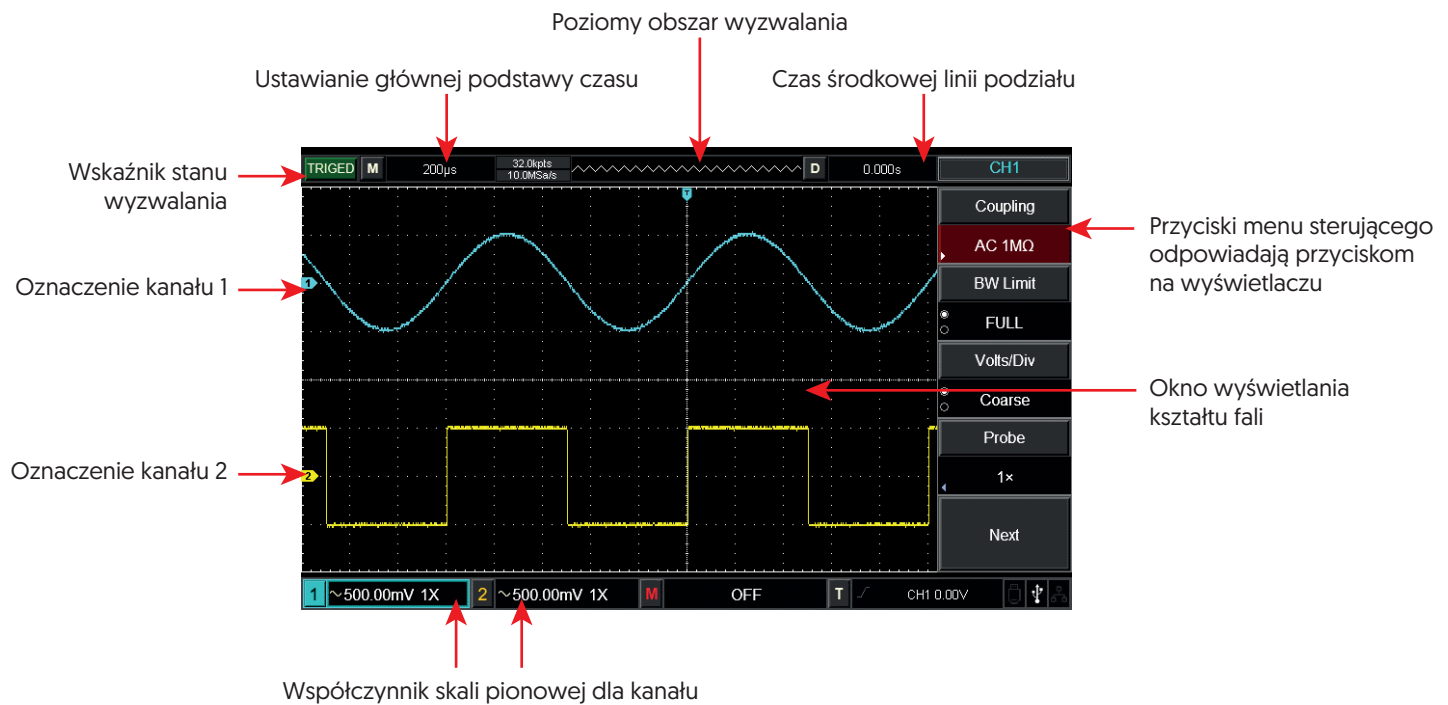 Poziomy obszar wyzwalania
Ustawianie głównej podstawy czasu
Czas środkowej linii podziału
Wskaźnik stanu
wyzwalania
TRIGED M 200µs 32.0kpts D 0.000s CH1
10.0MSa/s
T
Coupling
AC 1MΩ
Przyciski menu sterującego
odpowiadają przyciskom
na wyświetlaczu
Oznaczenie kanału 1
1
BW Limit
FULL
Volts/Div
Coarse
Okno wyświetlania
kształtu fali
Probe
Oznaczenie kanału 2
2
1×
Next
1 ~500.00mV 1X 2 ~500.00mV 1X M OFF T CH1 0.00V
Współczynnik skali pionowej dla kanału